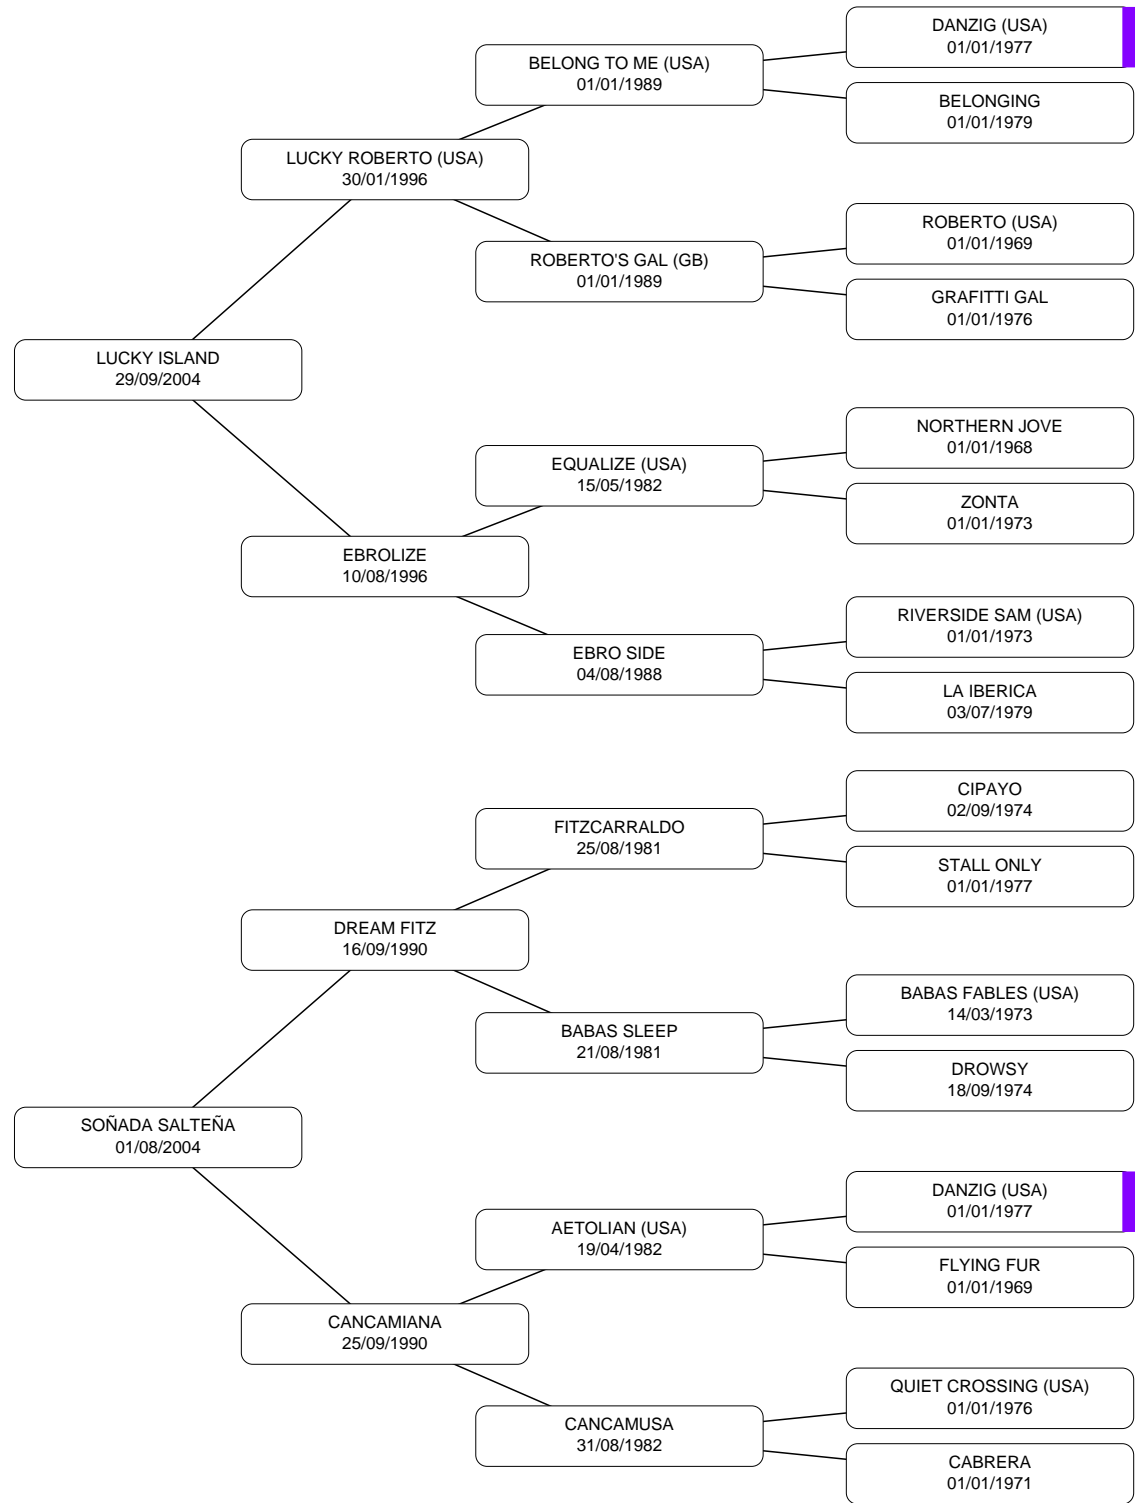 DANZIG (USA)
01/01/1977
BELONG TO ME (USA)
01/01/1989
BELONGING
01/01/1979
LUCKY ROBERTO (USA)
30/01/1996
ROBERTO (USA)
01/01/1969
ROBERTO'S GAL (GB)
01/01/1989
GRAFITTI GAL
01/01/1976
LUCKY ISLAND
29/09/2004
NORTHERN JOVE
01/01/1968
EQUALIZE (USA)
15/05/1982
ZONTA
01/01/1973
EBROLIZE
10/08/1996
RIVERSIDE SAM (USA)
01/01/1973
EBRO SIDE
04/08/1988
LA IBERICA
03/07/1979
CIPAYO
02/09/1974
FITZCARRALDO
25/08/1981
STALL ONLY
01/01/1977
DREAM FITZ
16/09/1990
BABAS FABLES (USA)
14/03/1973
BABAS SLEEP
21/08/1981
DROWSY
18/09/1974
SOÑADA SALTEÑA
01/08/2004
DANZIG (USA)
01/01/1977
AETOLIAN (USA)
19/04/1982
FLYING FUR
01/01/1969
CANCAMIANA
25/09/1990
QUIET CROSSING (USA)
01/01/1976
CANCAMUSA
31/08/1982
CABRERA
01/01/1971